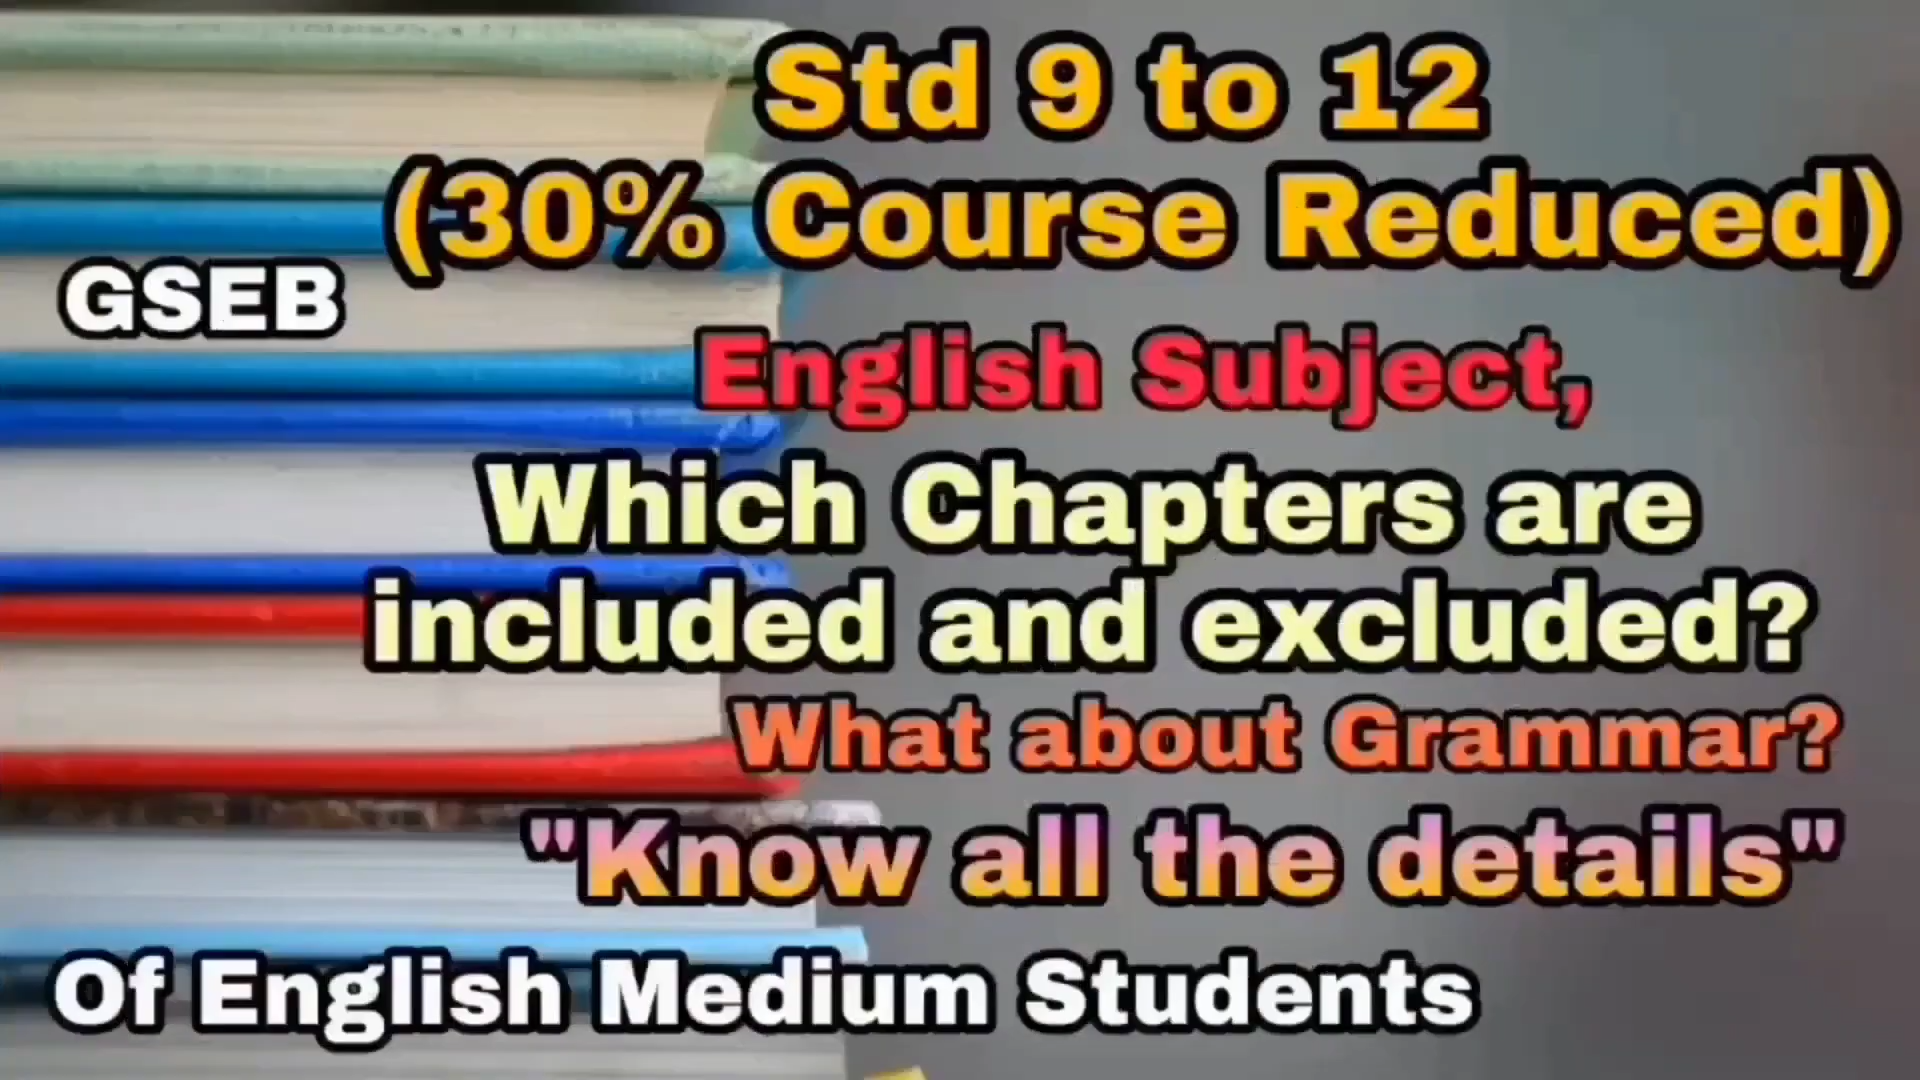 Std 9 to 12
(30% Course Reduced)
GSEB
English Subject,
Which Chapters are
included and excluded?
What about Grammar?
"Know all the details"
Of English Medium Students